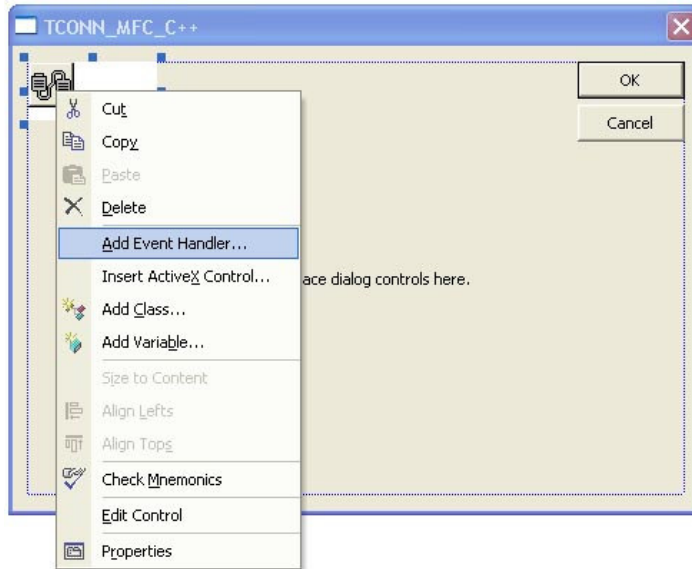 TCONN_MFC_C++
OK
Cancel
Cut
Copy
Paste
Delete
Add Event Handler...
Insert ActiveX Control...
ace dialog controls here.
Add Class...
Add Variable...
Size to Content
Align Lefts
Align Tops
Check Mnemonics
Edit Control
Properties